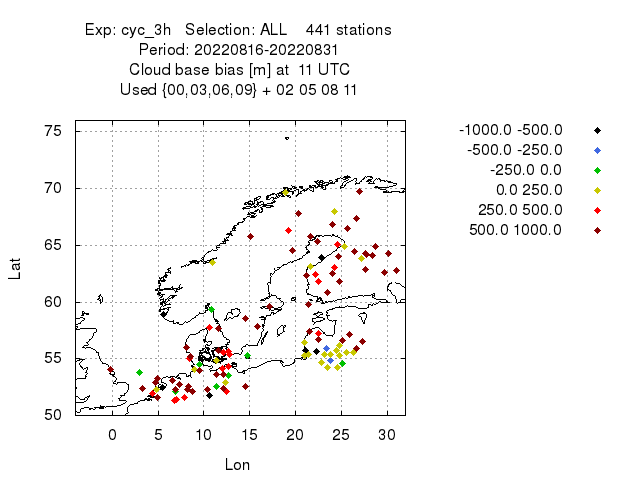 Exp: cyc_3h   Selection: ALL    441 stations
Period: 20220816-20220831
Cloud base bias [m] at  11 UTC
Used {00,03,06,09} + 02 05 08 11
-1000.0 -500.0
-500.0 -250.0
-250.0 0.0
0.0 250.0
250.0 500.0
500.0 1000.0
Lat
75
70
65
60
55
50
0 5 10 15 20 25 30
Lon